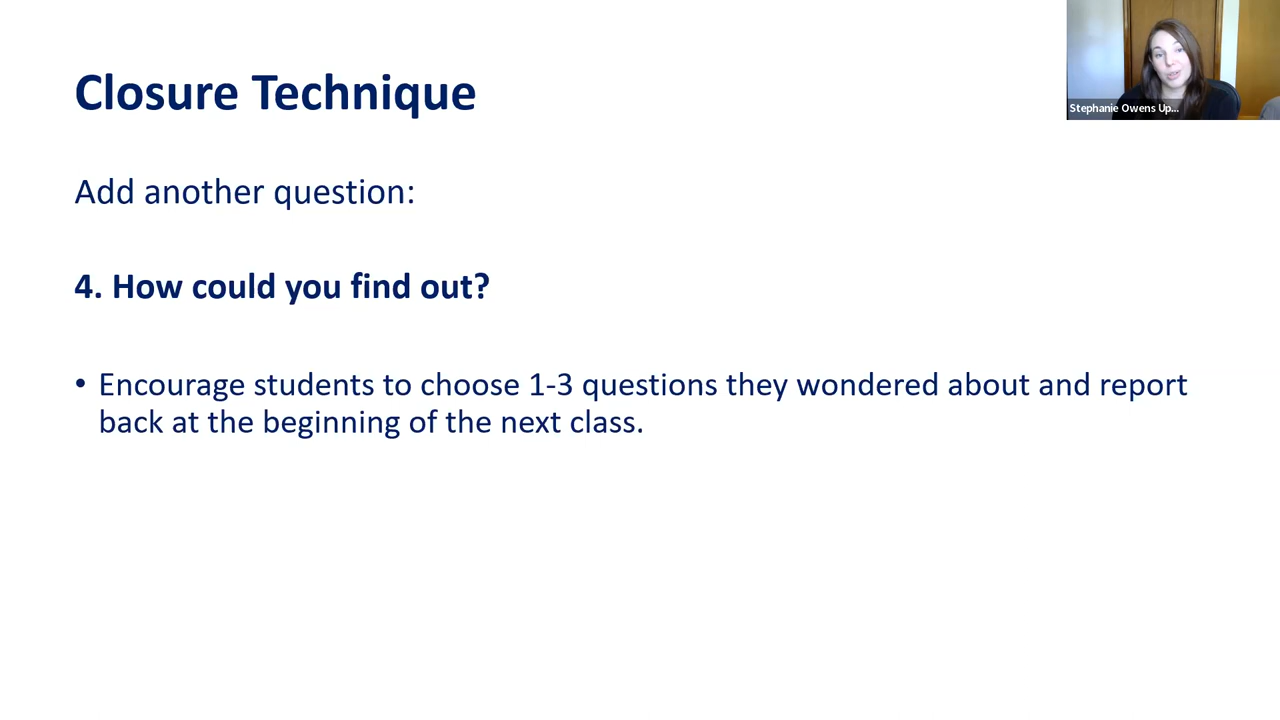 Closure Technique
Stephanie Owens Up...
Add another question:
4. How could you find out?
• Encourage students to choose 1-3 questions they wondered about and report
back at the beginning of the next class.